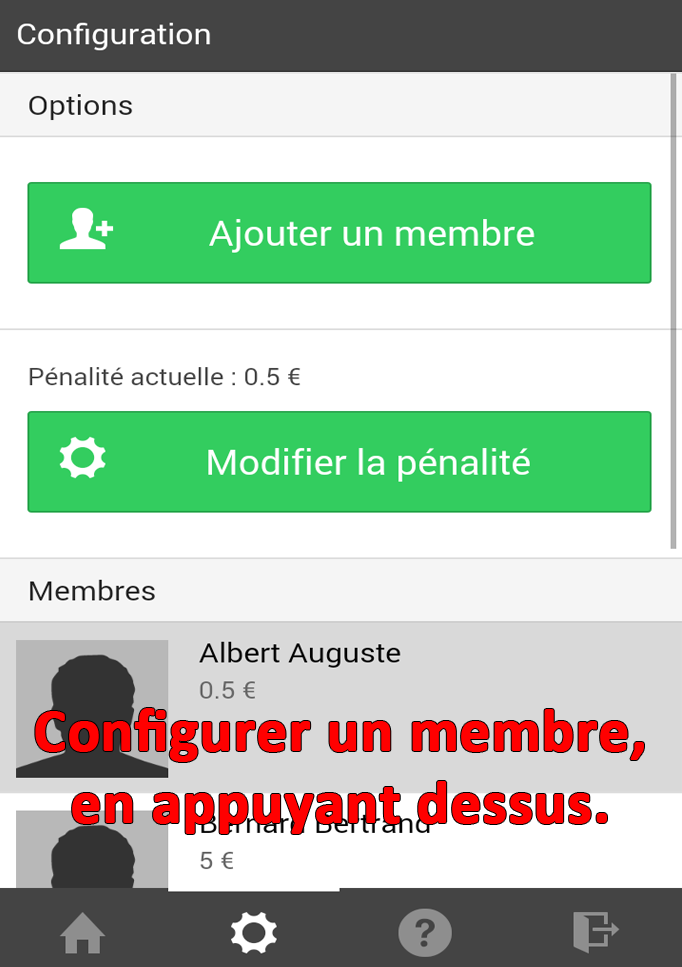 Configuration
Options
Ajouter un membre
Pénalité actuelle : 0.5 €
Modifier la pénalité
Membres
Albert Auguste
0.5 €
Configurer un membre,
en appuyant dessus.
Bernard Bertrand
5 €
?